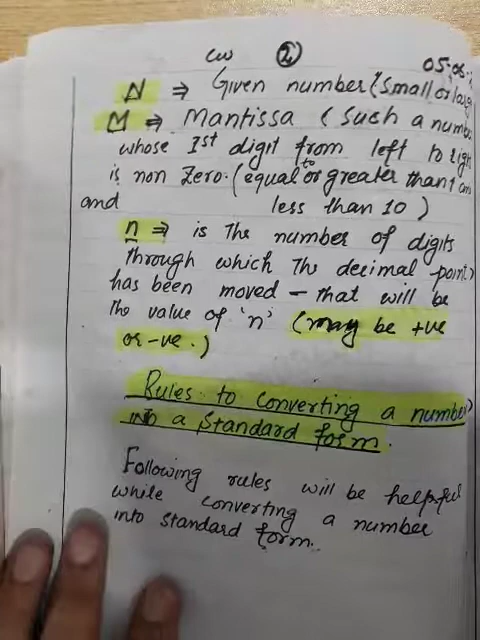 CW ② 05-06-
N ⇒ Given number (Small or large
M ⇒ Mantissa (Such a number
whose 1st digit from left to right
is non Zero. (equal to or greater than 1 and
and less than 10)
n ⇒ is The number of digits
through which The decimal point
has been moved – that will be
the value of 'n' (may be +ve
or -ve.)
Rules to converting a number
into a Standard form.
Following rules will be helpful
while converting a number
into standard form.